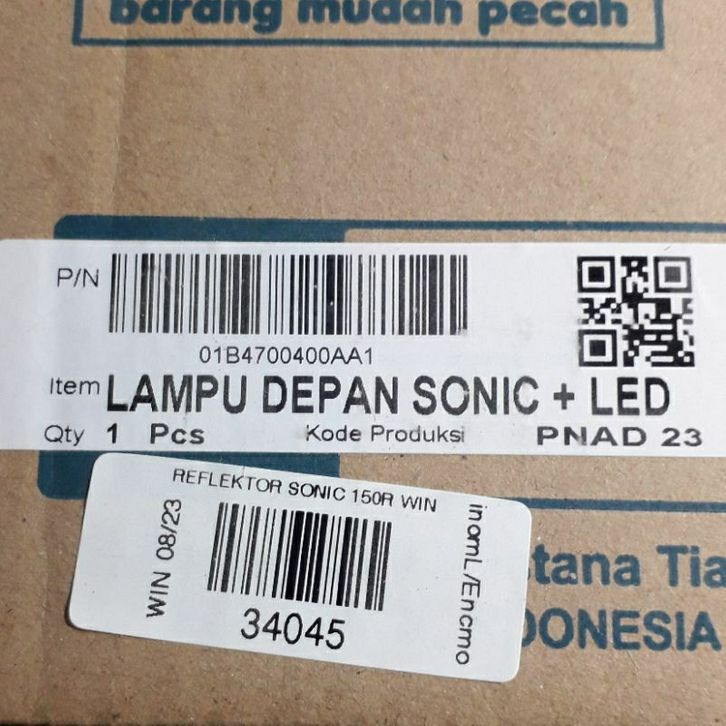 barang mudah pecah
P/N
01B4700400AA1
Item LAMPU DEPAN SONIC + LED
Qty 1 Pcs Kode Produksi PNAD 23
REFLEKTOR SONIC 150R WIN
WIN 08/23
34045
inomL/Encmo
tana Tia
DONESIA